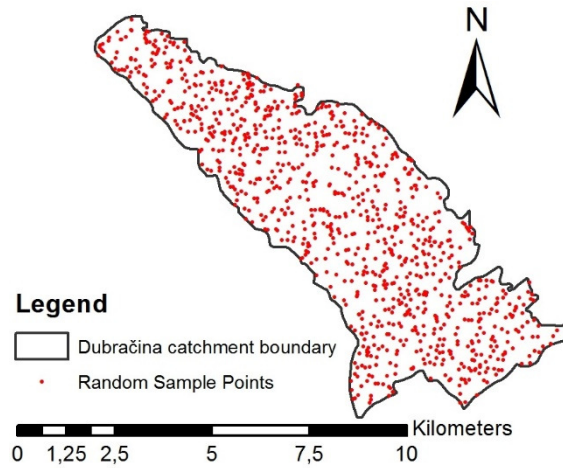 N
Legend
Dubračina catchment boundary
Random Sample Points
Kilometers
0 1,25 2,5 5 7,5 10